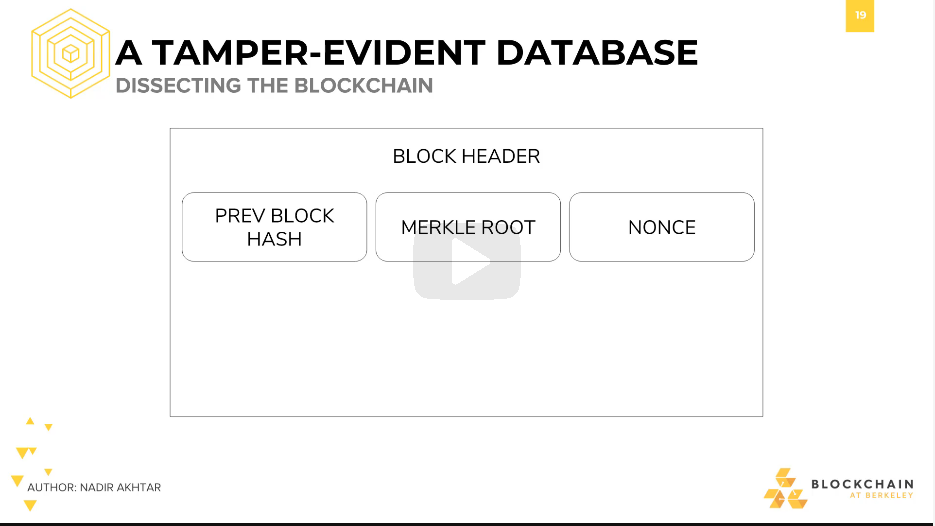 19
A TAMPER-EVIDENT DATABASE
DISSECTING THE BLOCKCHAIN
BLOCK HEADER
PREV BLOCK
HASH
MERKLE ROOT
NONCE
AUTHOR: NADIR AKHTAR
BLOCKCHAIN
AT BERKELEY